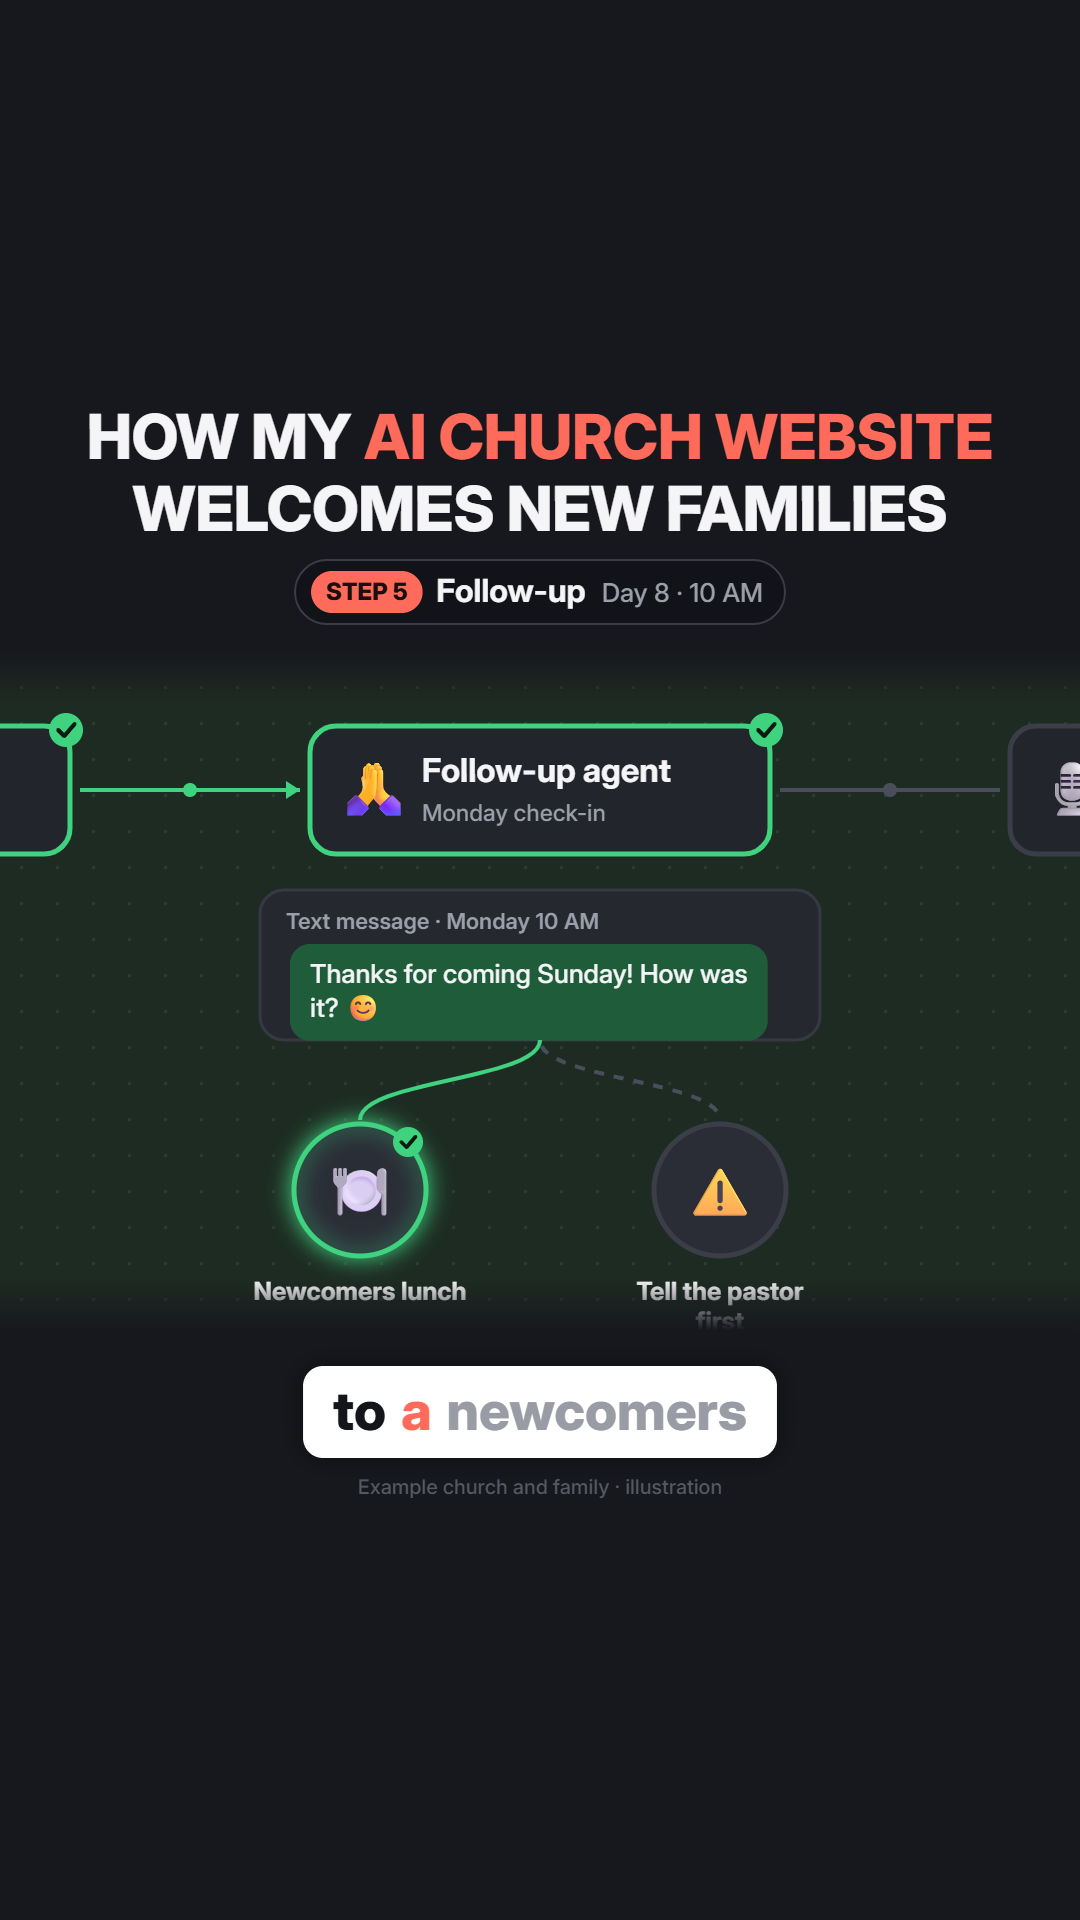 HOW MY AI CHURCH WEBSITE
WELCOMES NEW FAMILIES
STEP 5 Follow-up Day 8 · 10 AM
Follow-up agent
Monday check-in
Text message · Monday 10 AM
Thanks for coming Sunday! How was
it? 😊
Newcomers lunch
Tell the pastor
first
to a newcomers
Example church and family · illustration